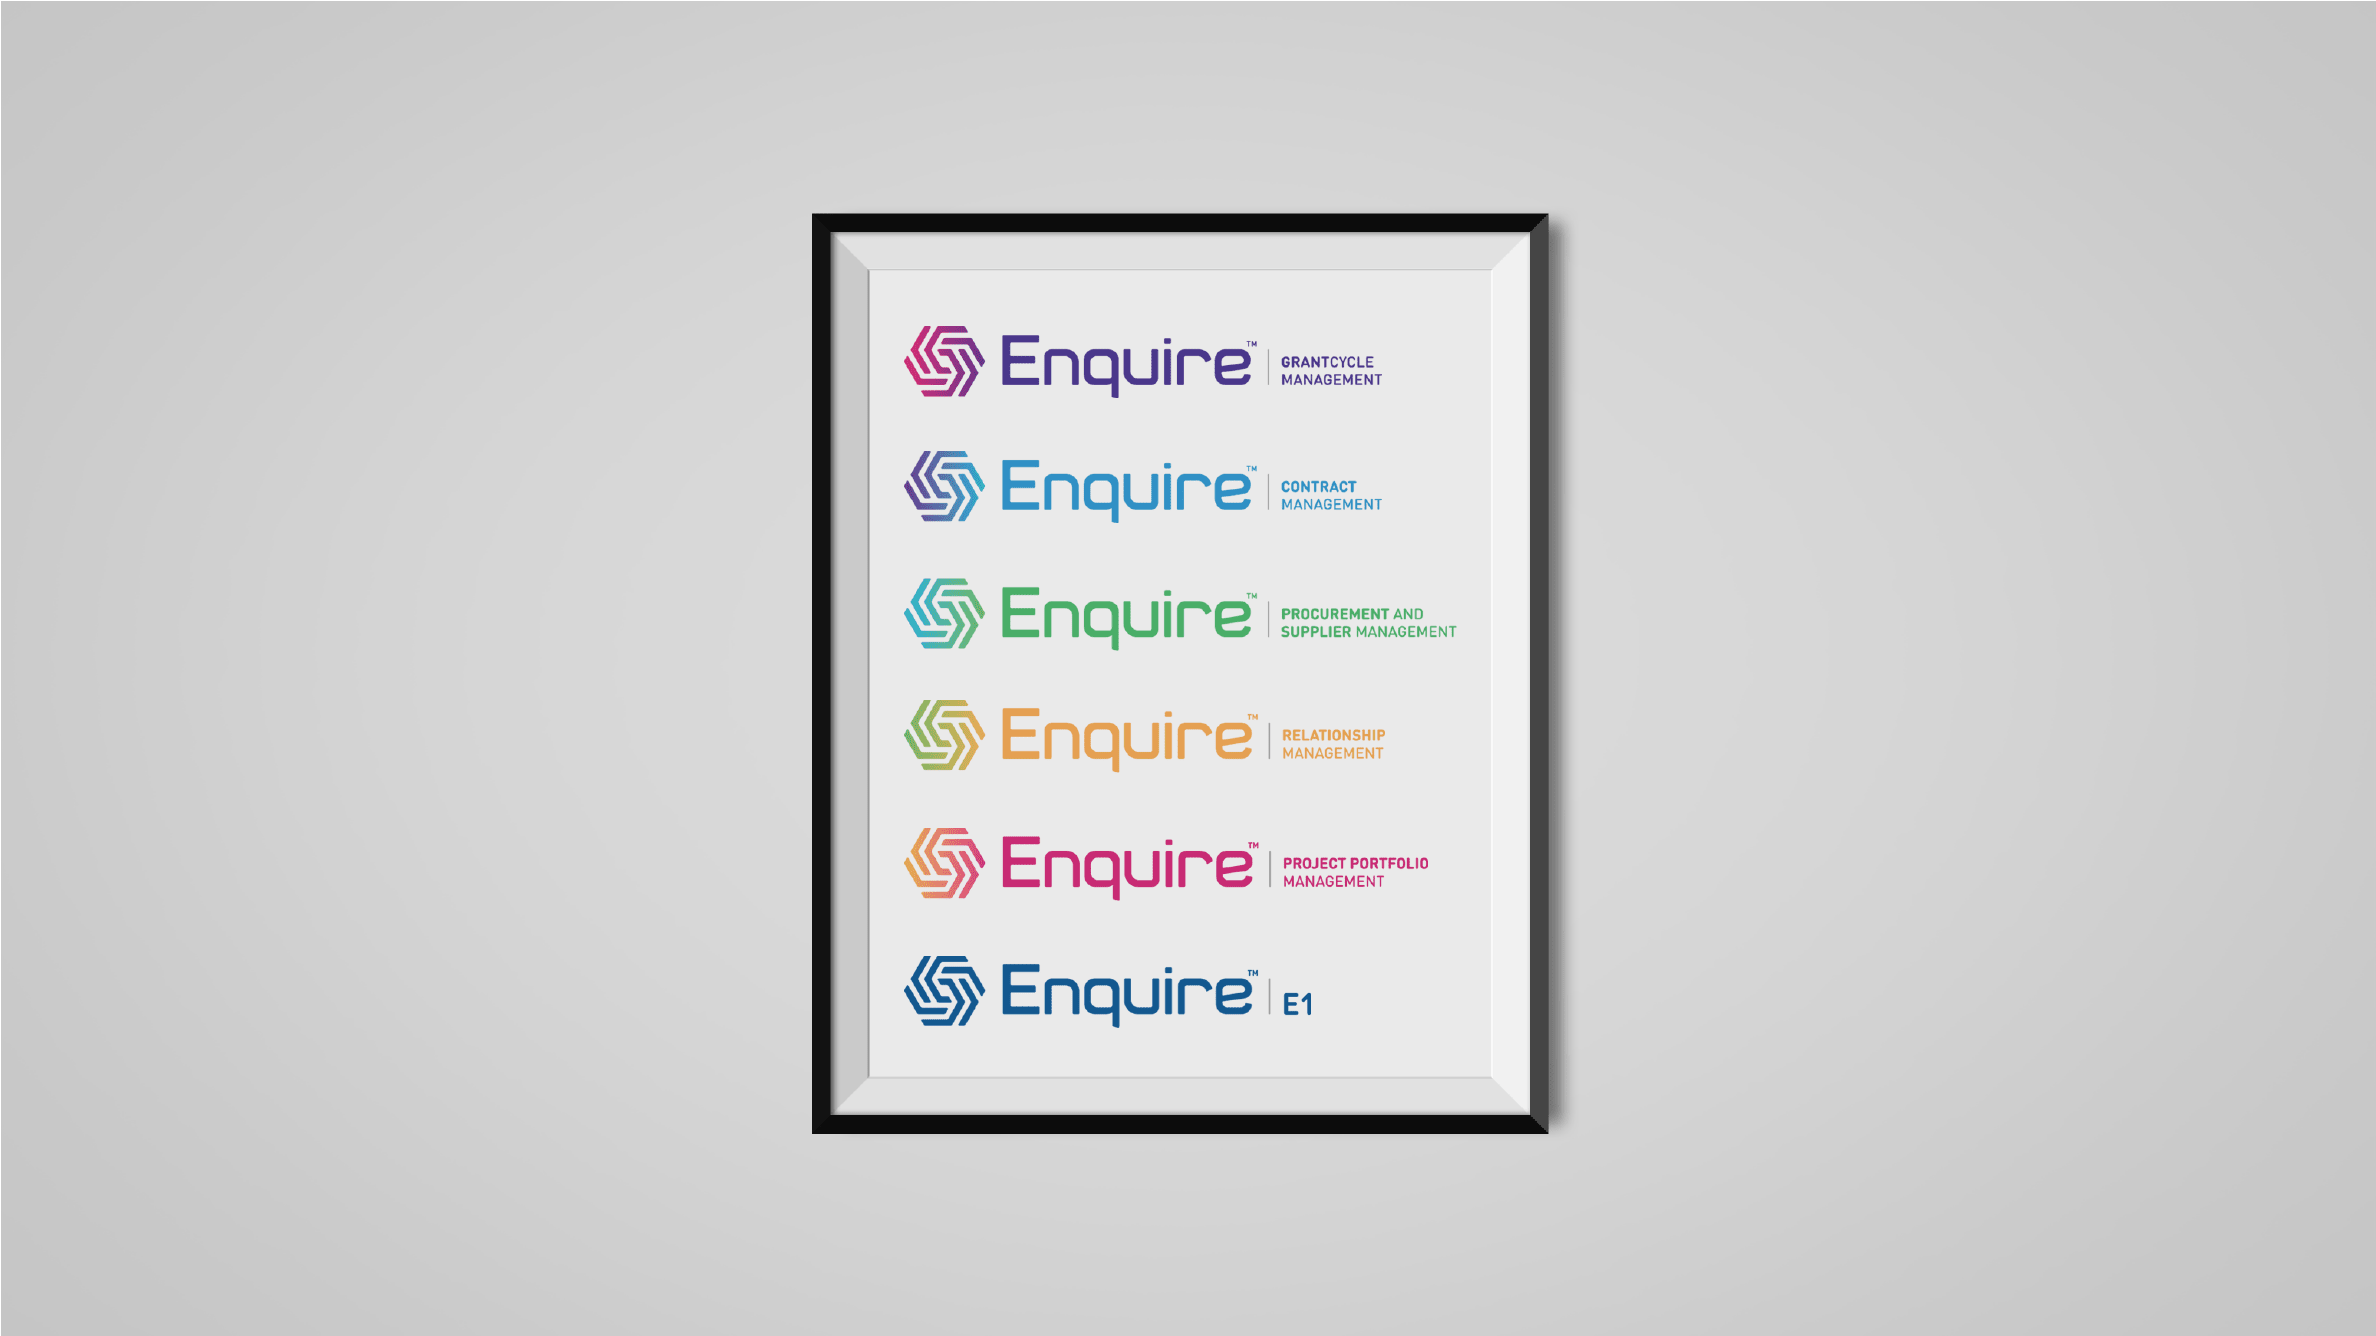 Enquire™ | GRANTCYCLE
MANAGEMENT
Enquire™ | CONTRACT
MANAGEMENT
Enquire™ | PROCUREMENT AND
SUPPLIER MANAGEMENT
Enquire™ | RELATIONSHIP
MANAGEMENT
Enquire™ | PROJECT PORTFOLIO
MANAGEMENT
Enquire™ | E1